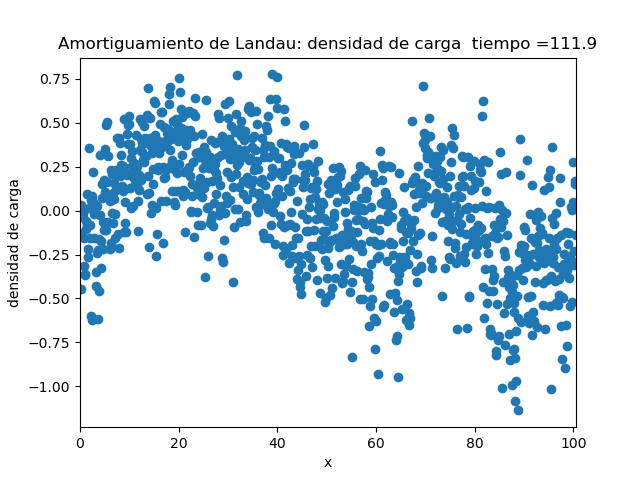 Amortiguamiento de Landau: densidad de carga  tiempo =111.9
densidad de carga
0.75
0.50
0.25
0.00
−0.25
−0.50
−0.75
−1.00
0 20 40 60 80 100
x